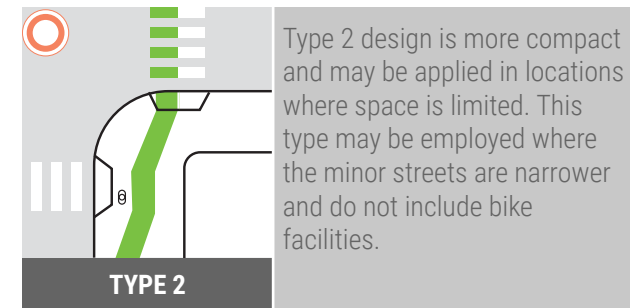 Type 2 design is more compact
and may be applied in locations
where space is limited. This
type may be employed where
the minor streets are narrower
and do not include bike
facilities.
TYPE 2